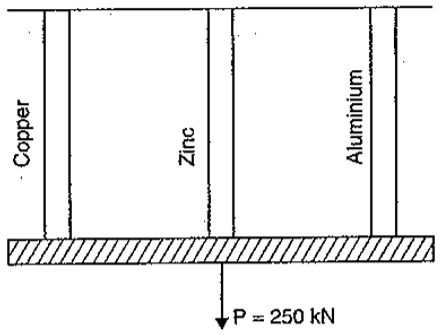 Copper
Zinc
Aluminium
P = 250 kN